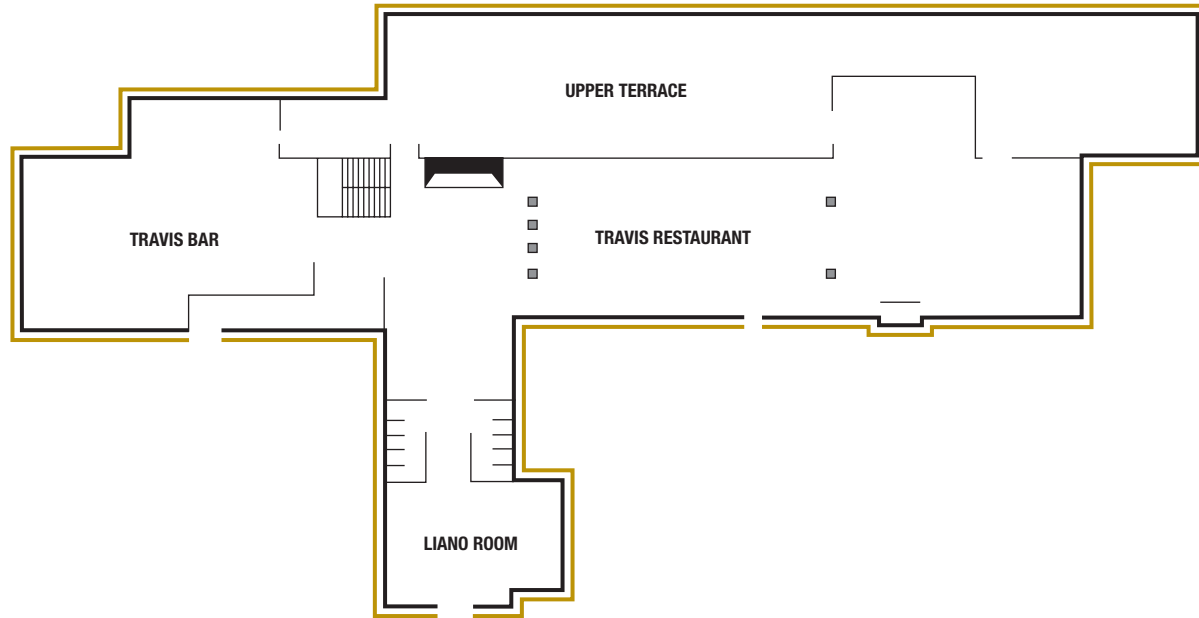 UPPER TERRACE
TRAVIS BAR
TRAVIS RESTAURANT
LIANO ROOM